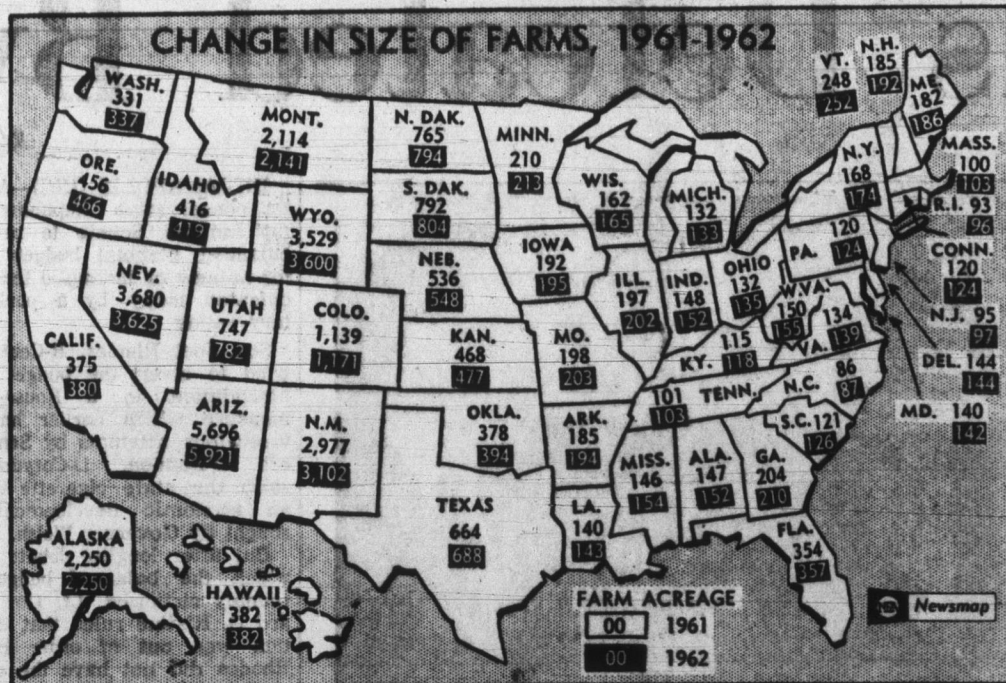 CHANGE IN SIZE OF FARMS, 1961-1962
WASH.
331
337
ORE.
456
466
CALIF.
375
380
IDAHO
416
419
NEV.
3,680
3,625
MONT.
2,114
2,141
WYO.
3,529
3,600
UTAH
747
782
COLO.
1,139
1,171
ARIZ.
5,696
5,921
N.M.
2,977
3,102
N. DAK.
765
794
S. DAK.
792
804
NEB.
536
548
KAN.
468
477
OKLA.
378
394
TEXAS
664
688
MINN.
210
213
IOWA
192
195
MO.
198
203
ARK.
185
194
LA.
140
143
WIS.
162
165
ILL.
197
202
MICH.
132
133
IND.
148
152
OHIO
132
135
KY.
115
118
TENN.
101
103
MISS.
146
154
ALA.
147
152
GA.
204
210
FLA.
354
357
S.C. 121
126
N.C. 86
87
VA.
134
139
W.VA.
150
155
PA.
120
124
N.Y.
168
174
VT.
248
252
N.H.
185
192
ME.
182
186
MASS.
100
103
R.I. 93
96
CONN.
120
124
N.J. 95
97
DEL. 144
144
MD. 140
142
ALASKA
2,250
2,250
HAWAII
382
382
FARM ACREAGE
00 1961
00 1962
NEA Newsmap